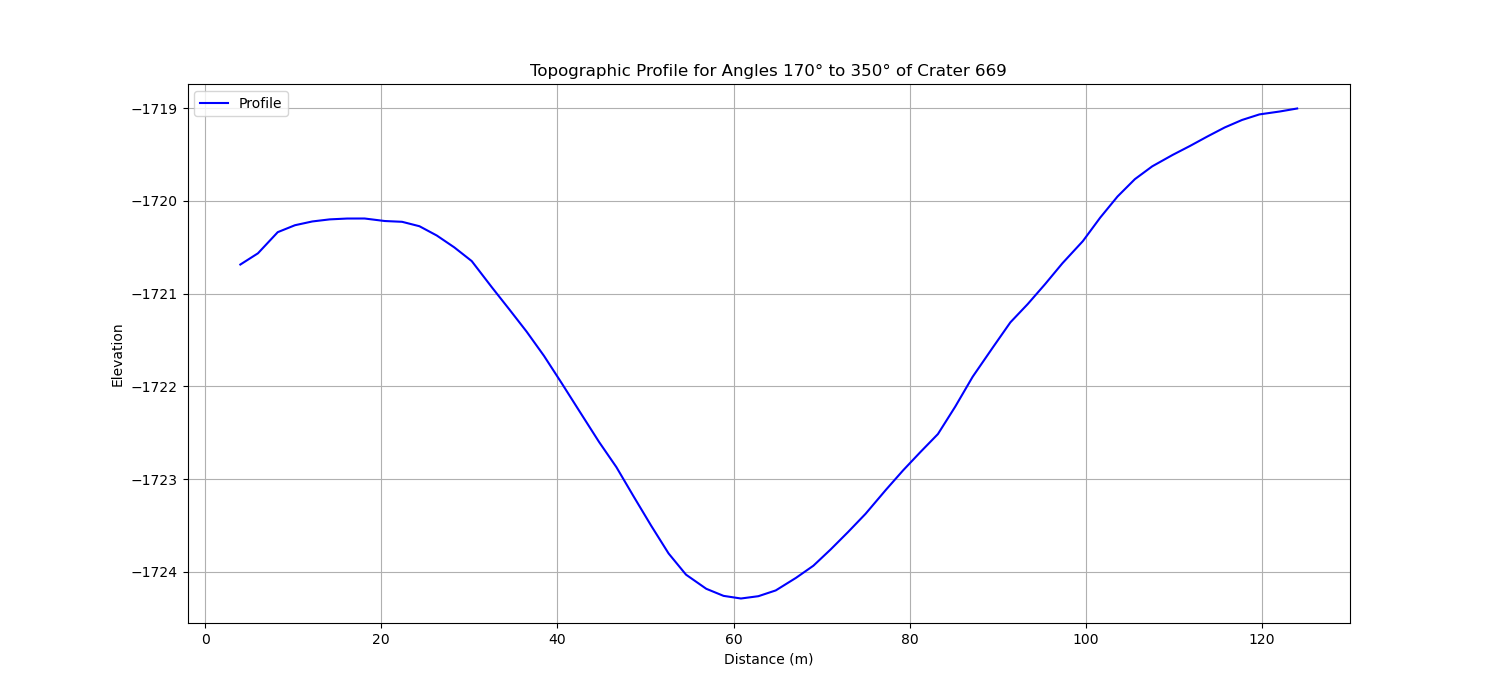 Topographic Profile for Angles 170° to 350° of Crater 669
Profile
−1719
−1720
−1721
−1722
−1723
−1724
Elevation
0 20 40 60 80 100 120
Distance (m)